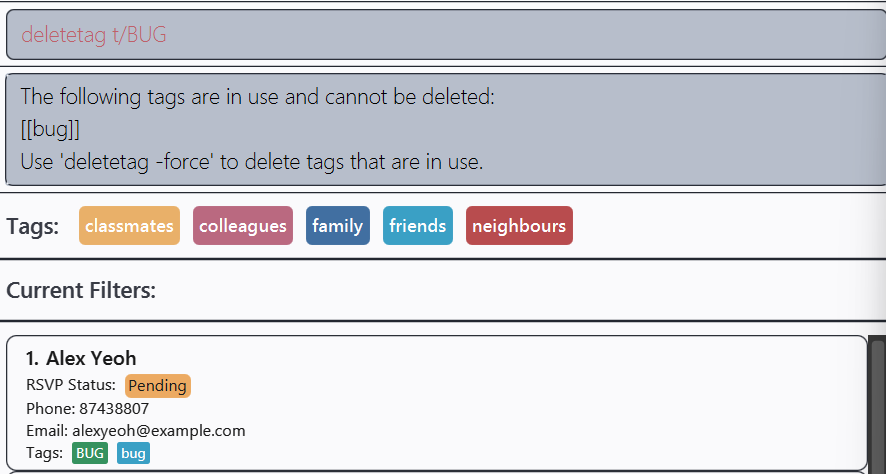 deletetag t/BUG
The following tags are in use and cannot be deleted:
[[bug]]
Use 'deletetag -force' to delete tags that are in use.
Tags: classmates colleagues family friends neighbours
Current Filters:
1. Alex Yeoh
RSVP Status: Pending
Phone: 87438807
Email: alexyeoh@example.com
Tags: BUG bug